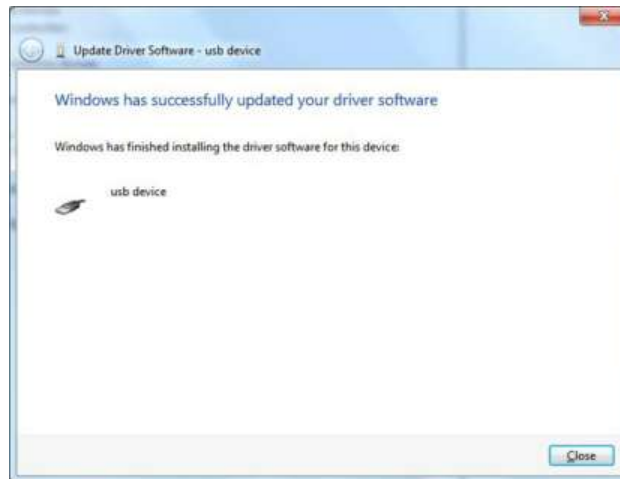 Update Driver Software - usb device
Windows has successfully updated your driver software
Windows has finished installing the driver software for this device:
usb device
Close